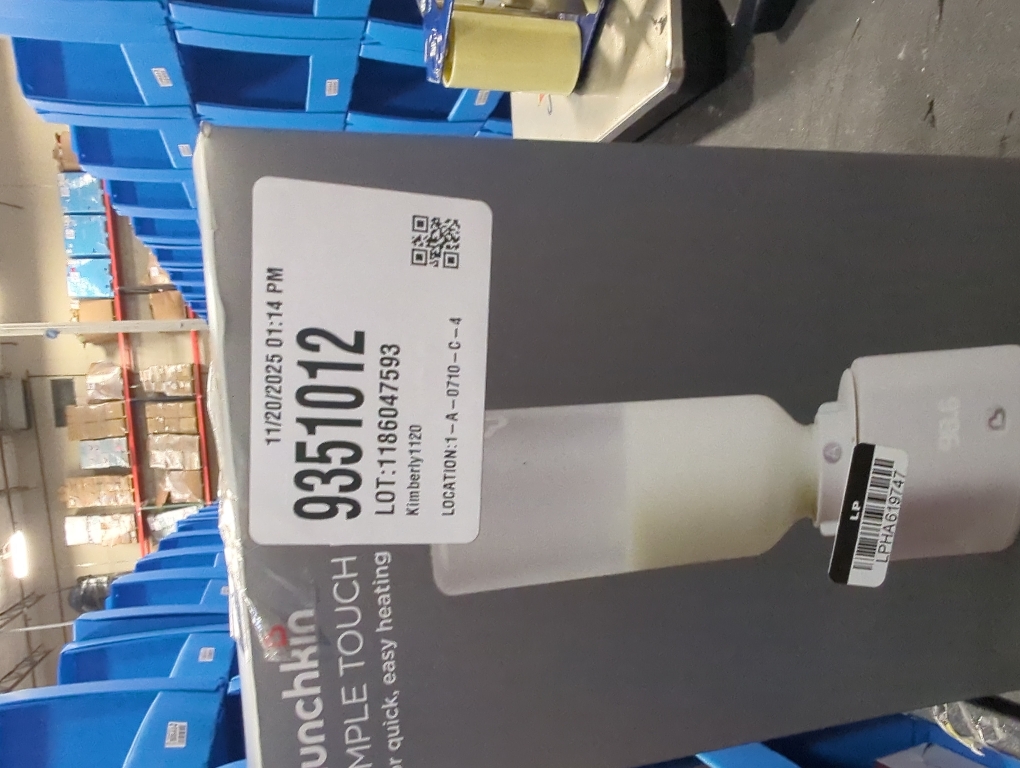 11/20/2025 01:14 PM
9351012
LOT:1186047593
Kimberly1120
LOCATION:1-A-0710-C-4
unchkin
MPLE TOUCH
r quick, easy heating
98.6
LP
LPHA619747